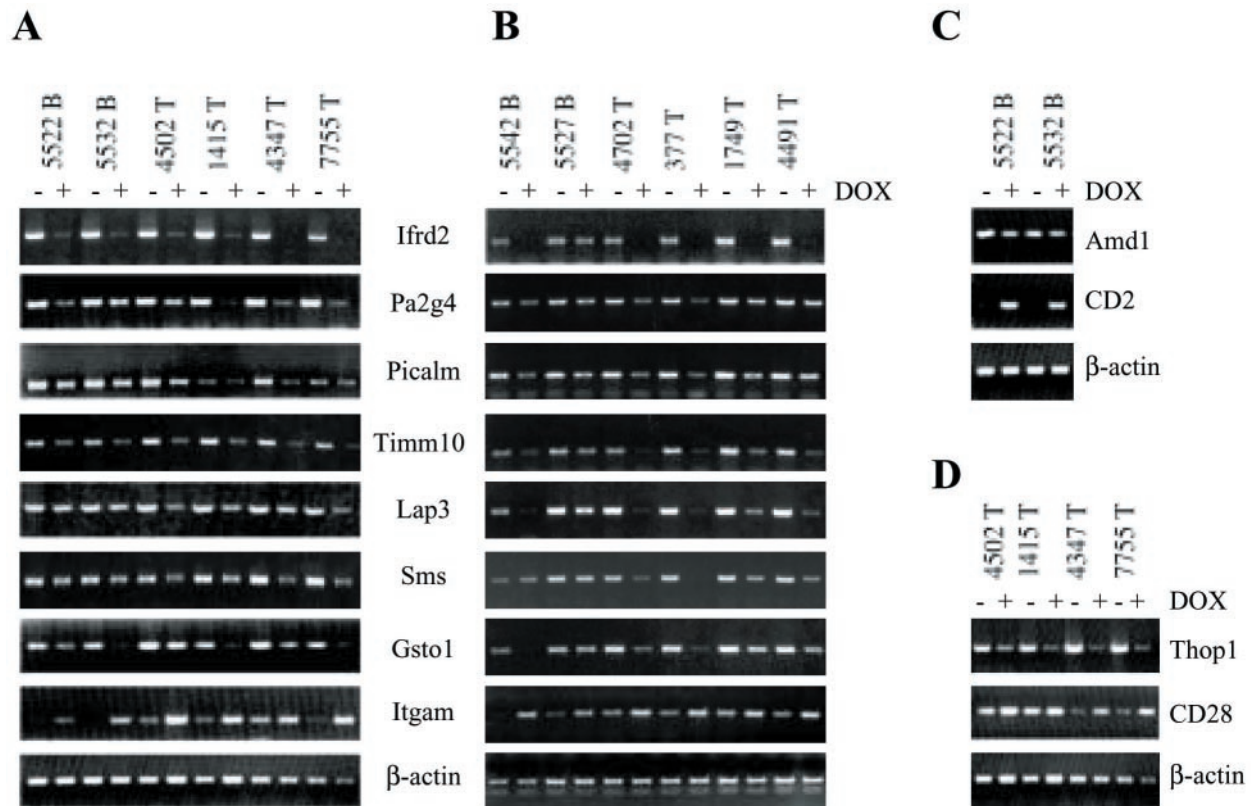 A
5522 B 5532 B 4502 T 1415 T 4347 T 7755 T
- + - + - + - + - + - +
B
5542 B 5527 B 4702 T 377 T 1749 T 4491 T
- + - + - + - + - + - + DOX
Ifrd2
Pa2g4
Picalm
Timm10
Lap3
Sms
Gsto1
Itgam
β-actin
C
5522 B 5532 B
- + - + DOX
Amd1
CD2
β-actin
D
4502 T 1415 T 4347 T 7755 T
- + - + - + - + DOX
Thop1
CD28
β-actin